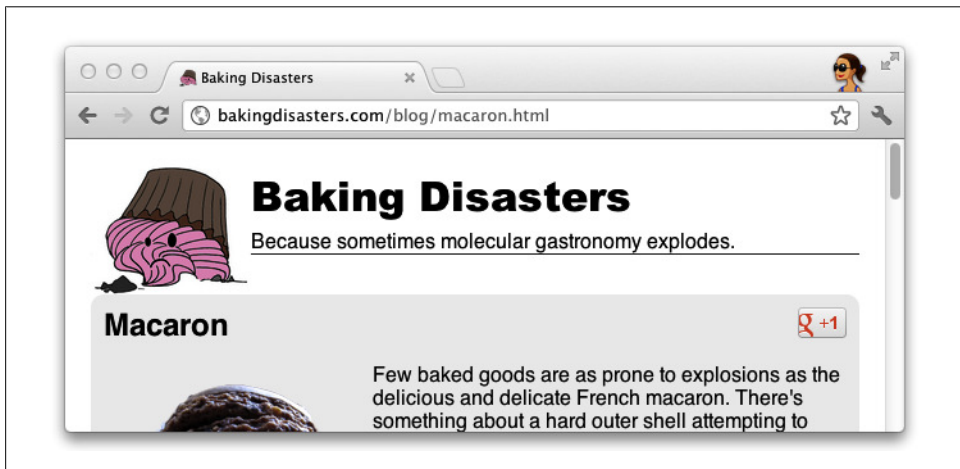 Baking Disasters
bakingdisasters.com/blog/macaron.html
Baking Disasters
Because sometimes molecular gastronomy explodes.
Macaron
g +1
Few baked goods are as prone to explosions as the
delicious and delicate French macaron. There's
something about a hard outer shell attempting to